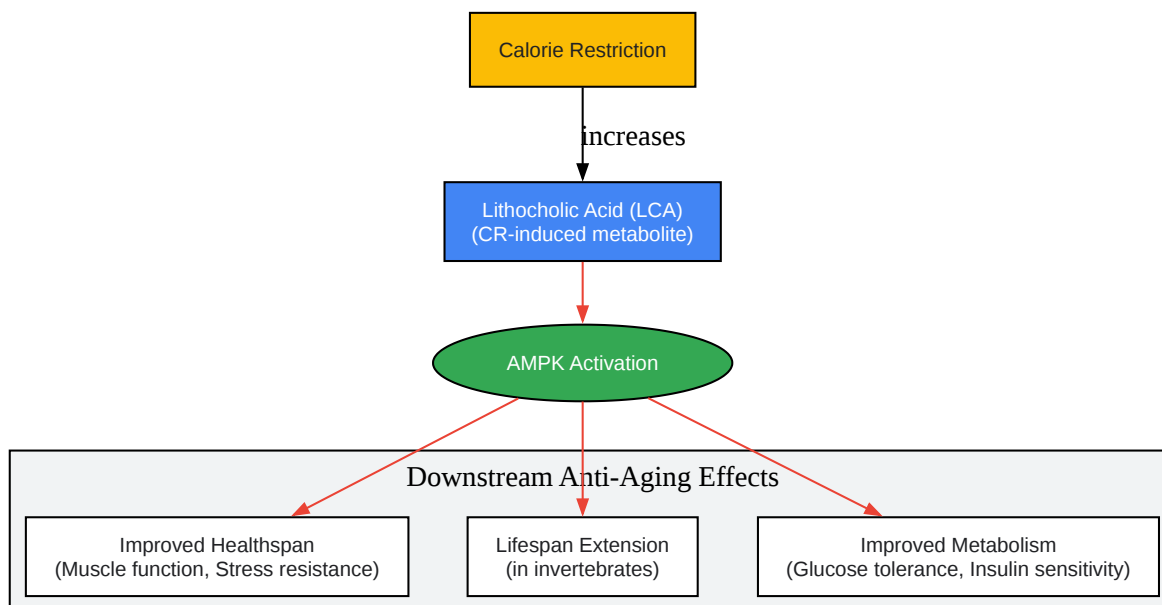 Calorie Restriction
increases
Lithocholic Acid (LCA)
(CR-induced metabolite)
AMPK Activation
Downstream Anti-Aging Effects
Improved Healthspan
(Muscle function, Stress resistance)
Lifespan Extension
(in invertebrates)
Improved Metabolism
(Glucose tolerance, Insulin sensitivity)